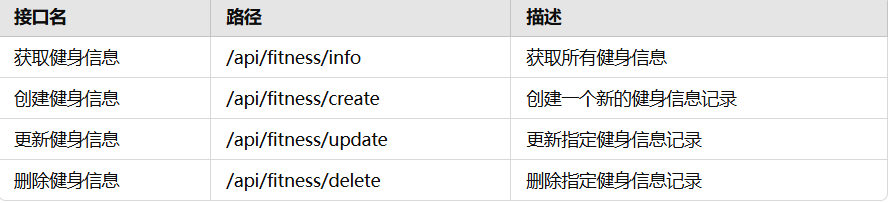 接口名 路径 描述
获取健身信息 /api/fitness/info 获取所有健身信息
创建健身信息 /api/fitness/create 创建一个新的健身信息记录
更新健身信息 /api/fitness/update 更新指定健身信息记录
删除健身信息 /api/fitness/delete 删除指定健身信息记录